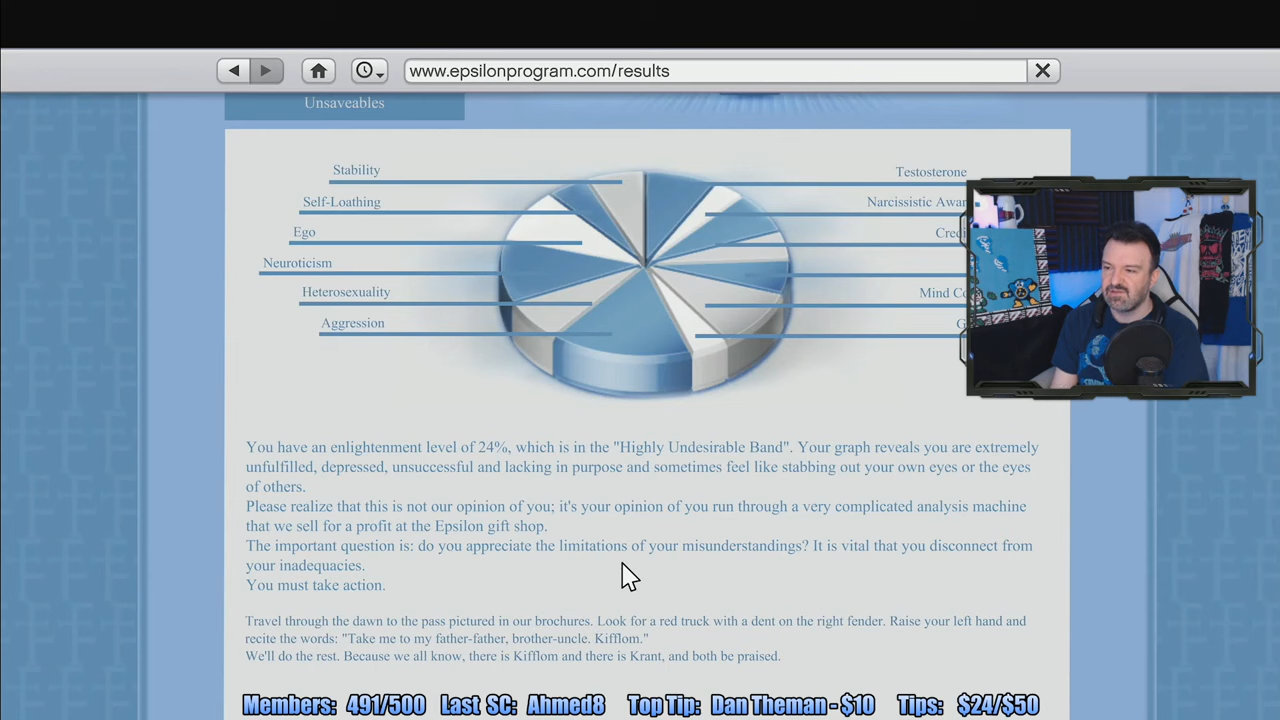 www.epsilonprogram.com/results
Unsaveables
Stability
Testosterone
Self-Loathing
Narcissistic
Ego
Neuroticism
Heterosexuality
Mind
Aggression
You have an enlightenment level of 24%, which is in the "Highly Undesirable Band". Your graph reveals you are extremely
unfulfilled, depressed, unsuccessful and lacking in purpose and sometimes feel like stabbing out your own eyes or the eyes
of others.
Please realize that this is not our opinion of you; it's your opinion of you run through a very complicated analysis machine
that we sell for a profit at the Epsilon gift shop.
The important question is: do you appreciate the limitations of your misunderstandings? It is vital that you disconnect from
your inadequacies.
You must take action.
Travel through the dawn to the pass pictured in our brochures. Look for a red truck with a dent on the right fender. Raise your left hand and
recite the words: "Take me to my father-father, brother-uncle. Kifflom."
We'll do the rest. Because we all know, there is Kifflom and there is Krant, and both be praised.
Members: 491/500 Last SC: Ahmed8 Top Tip: Dan Theman - $10 Tips: $24/$50